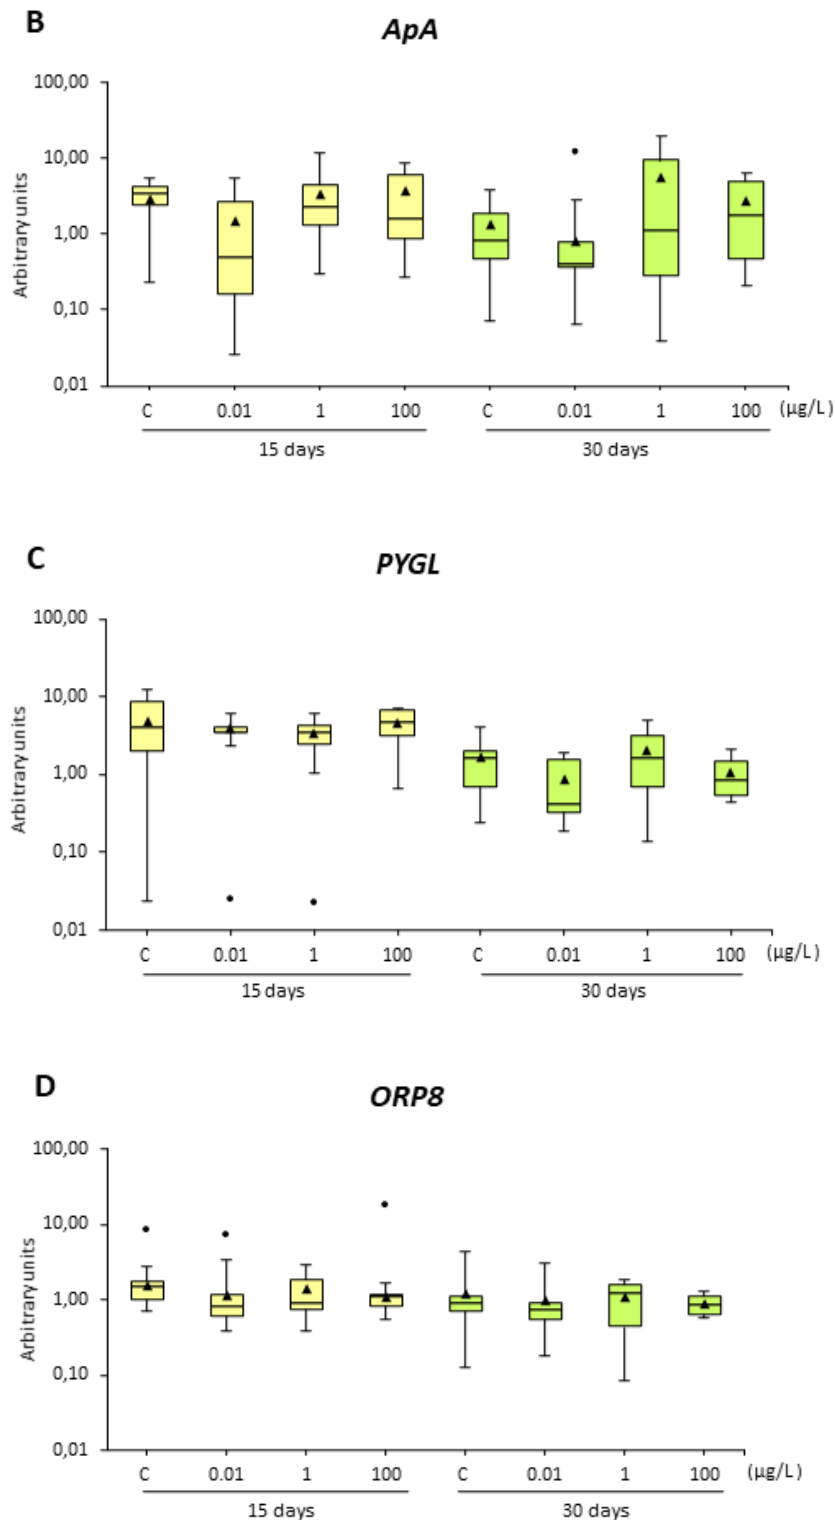 B
ApA
100,00
10,00
1,00
0,10
0,01
Arbitrary units
C 0.01 1 100 C 0.01 1 100 (µg/L)
15 days 30 days
C
PYGL
100,00
10,00
1,00
0,10
0,01
Arbitrary units
C 0.01 1 100 C 0.01 1 100 (µg/L)
15 days 30 days
D
ORP8
100,00
10,00
1,00
0,10
0,01
Arbitrary units
C 0.01 1 100 C 0.01 1 100 (µg/L)
15 days 30 days